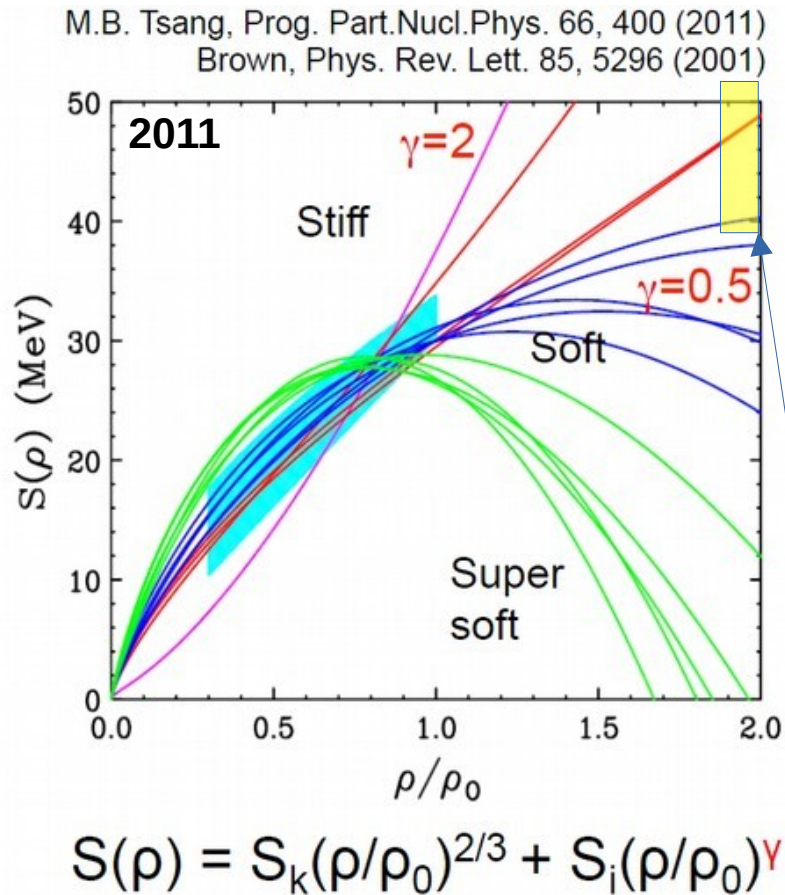 M.B. Tsang, Prog. Part.Nucl.Phys. 66, 400 (2011)
Brown, Phys. Rev. Lett. 85, 5296 (2001)
50
2011
γ=2
Stiff
40
γ=0.5
30
Soft
S(ρ) (MeV)
20
10
Super
soft
0
0.0 0.5 1.0 1.5 2.0
ρ/ρ₀
S(ρ) = Sₖ(ρ/ρ₀)²ᐟ³ + Sᵢ(ρ/ρ₀)ᵞ